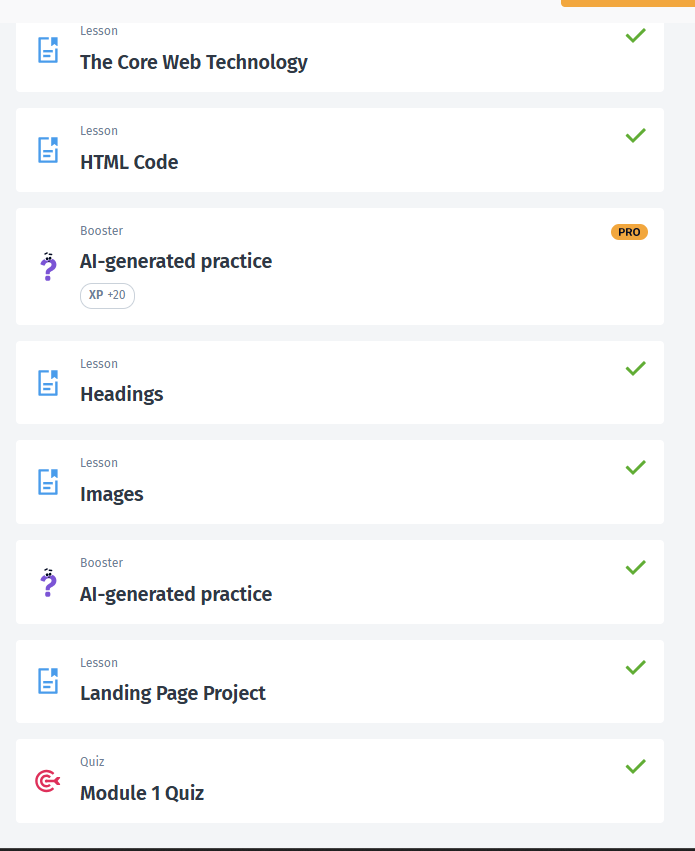 Lesson
The Core Web Technology
Lesson
HTML Code
Booster
PRO
AI-generated practice
XP +20
Lesson
Headings
Lesson
Images
Booster
AI-generated practice
Lesson
Landing Page Project
Quiz
Module 1 Quiz